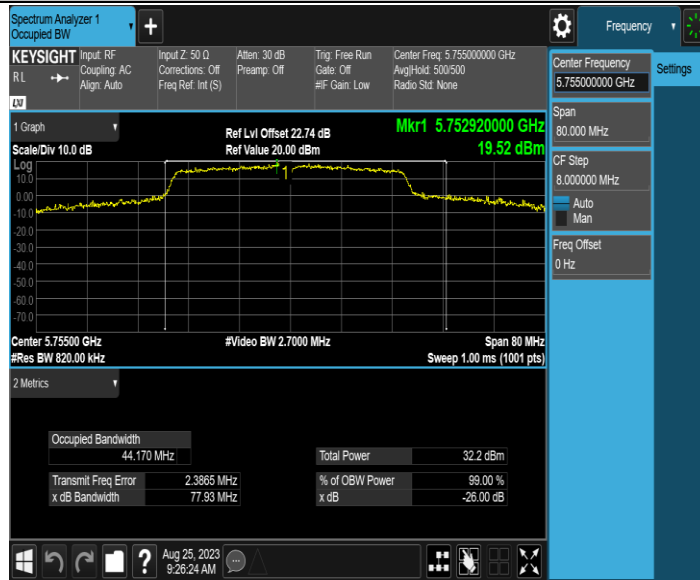 Spectrum Analyzer 1
Occupied BW
+
Frequency
KEYSIGHT
RL
LXI
Input: RF
Coupling: AC
Align: Auto
Input Z: 50 Ω
Corrections: Off
Freq Ref: Int (S)
Atten: 30 dB
Preamp: Off
Trig: Free Run
Gate: Off
#IF Gain: Low
Center Freq: 5.755000000 GHz
Avg|Hold: 500/500
Radio Std: None
Center Frequency
5.755000000 GHz
Settings
Span
80.000 MHz
CF Step
8.000000 MHz
Auto
Man
Freq Offset
0 Hz
1 Graph
Scale/Div 10.0 dB
Ref Lvl Offset 22.74 dB
Ref Value 20.00 dBm
Mkr1 5.752920000 GHz
19.52 dBm
Log
10.0
0.00
-10.0
-20.0
-30.0
-40.0
-50.0
-60.0
-70.0
1
Center 5.75500 GHz
#Res BW 820.00 kHz
#Video BW 2.7000 MHz
Span 80 MHz
Sweep 1.00 ms (1001 pts)
2 Metrics
Occupied Bandwidth
44.170 MHz
Total Power 32.2 dBm
Transmit Freq Error 2.3865 MHz
% of OBW Power 99.00 %
x dB Bandwidth 77.93 MHz
x dB -26.00 dB
?
Aug 25, 2023
9:26:24 AM